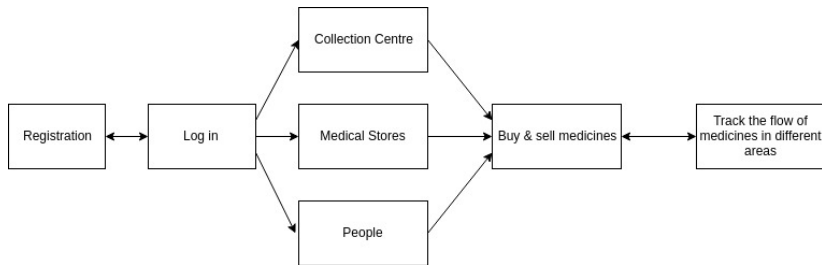 Collection Centre
Registration
Log in
Medical Stores
Buy & sell medicines
Track the flow of
medicines in different
areas
People